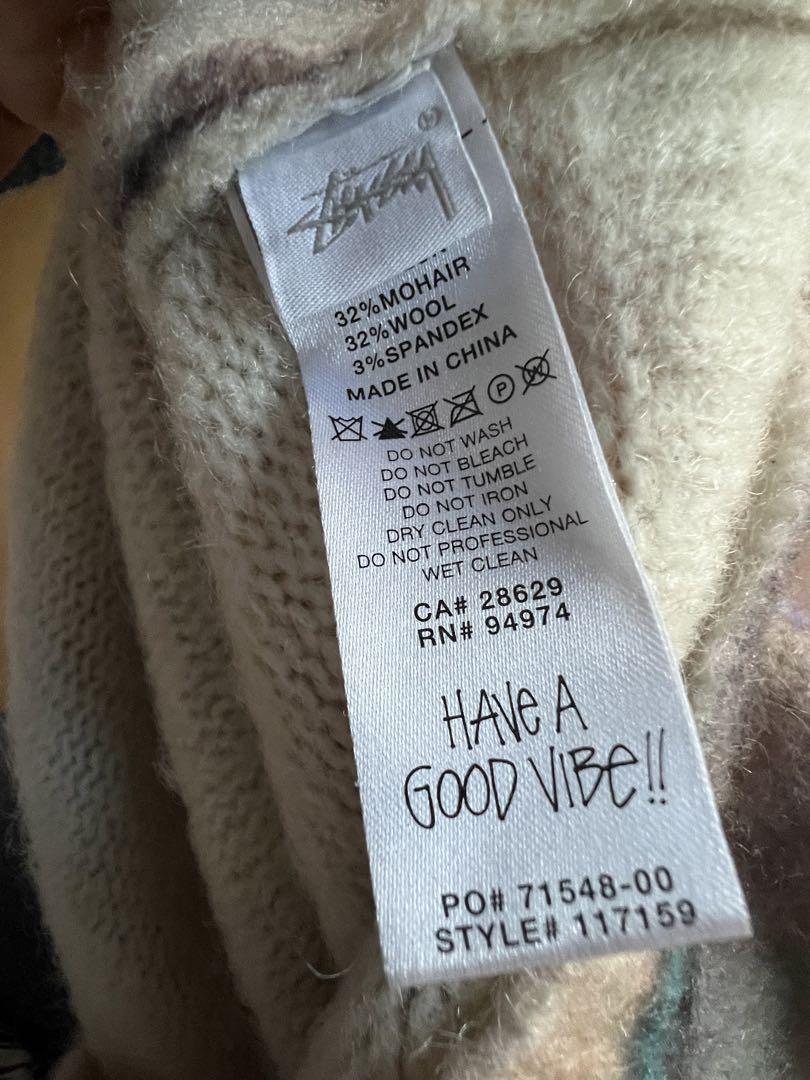 Stüssy
®
32%MOHAIR
32%WOOL
3%SPANDEX
MADE IN CHINA
P
DO NOT WASH
DO NOT BLEACH
DO NOT TUMBLE
DO NOT IRON
DRY CLEAN ONLY
DO NOT PROFESSIONAL
WET CLEAN
CA# 28629
RN# 94974
HAVE A
GOOD VIBE!!
PO# 71548-00
STYLE# 117159